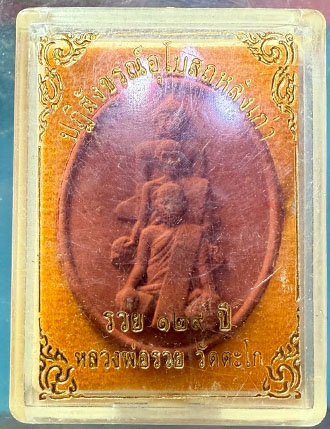 ปฏิสังขรณ์อุโบสถหลังเก่า
รวย ๑๒๙ ปี
หลวงพ่อรวย วัดตะโก